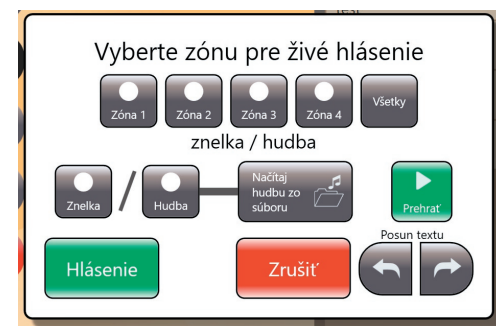 Vyberte zónu pre živé hlásenie
Zóna 1 Zóna 2 Zóna 3 Zóna 4 Všetky
znelka / hudba
Znelka / Hudba
Načítaj
hudbu zo
súboru
Prehrať
Posun textu
Hlásenie
Zrušiť